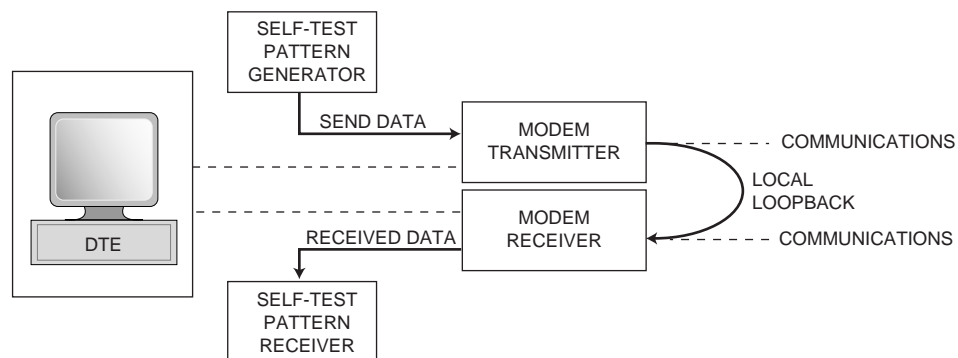 SELF-TEST
PATTERN
GENERATOR
SEND DATA
MODEM
TRANSMITTER
COMMUNICATIONS
LOCAL
LOOPBACK
MODEM
RECEIVER
COMMUNICATIONS
DTE
RECEIVED DATA
SELF-TEST
PATTERN
RECEIVER